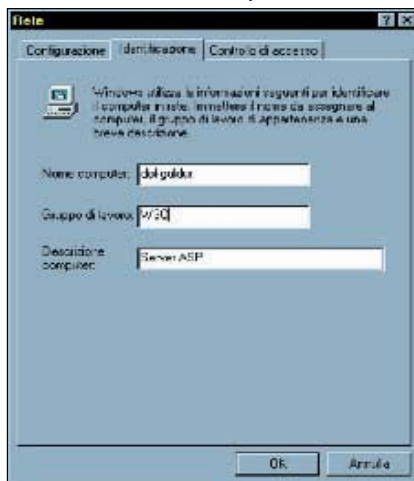 Rete
Configurazione Identificazione Controllo di accesso
Windows utilizza le informazioni seguenti per identificare
il computer in rete. Immettere il nome da assegnare al
computer, il gruppo di lavoro di appartenenza e una
breve descrizione.
Nome computer: dol-guldur
Gruppo di lavoro:
Descrizione Server ASP
computer:
OK Annulla